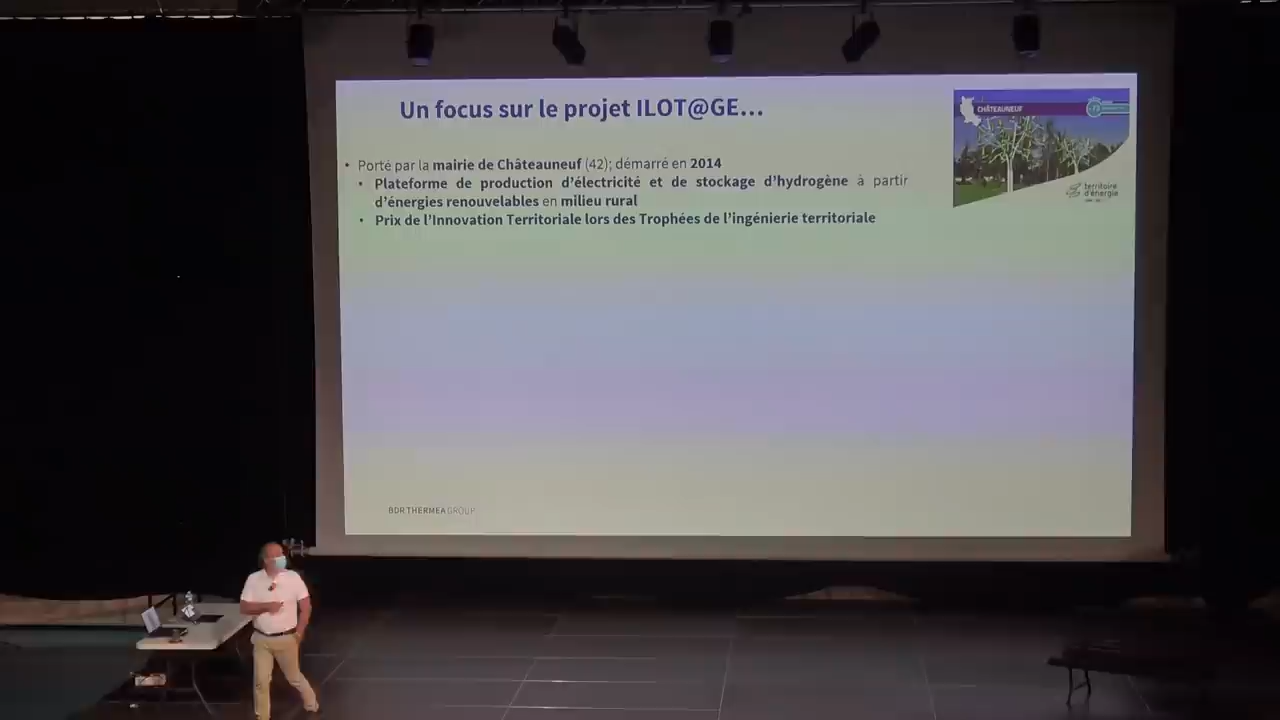 Un focus sur le projet ILOT@GE...
CHÂTEAUNEUF
• Porté par la mairie de Châteauneuf (42); démarré en 2014
• Plateforme de production d'électricité et de stockage d'hydrogène à partir
d'énergies renouvelables en milieu rural
• Prix de l'Innovation Territoriale lors des Trophées de l'ingénierie territoriale
territoire
d'énergie
BDR THERMEA GROUP